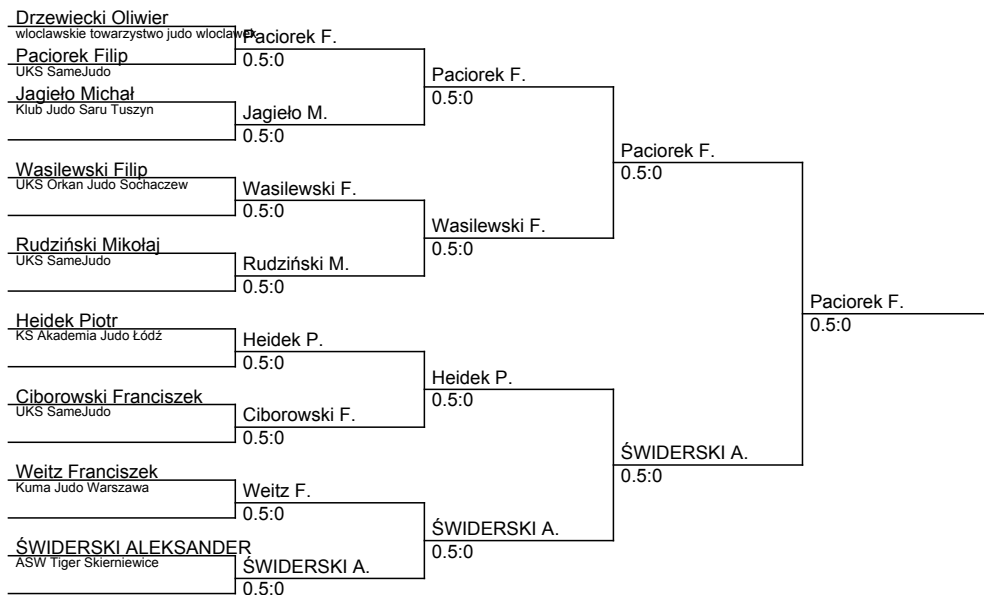 Drzewiecki Oliwier
wloclawskie towarzystwo judo wloclawek
Paciorek Filip
UKS SameJudo
Jagieło Michał
Klub Judo Saru Tuszyn
Wasilewski Filip
UKS Orkan Judo Sochaczew
Rudziński Mikołaj
UKS SameJudo
Heidek Piotr
KS Akademia Judo Łódź
Ciborowski Franciszek
UKS SameJudo
Weitz Franciszek
Kuma Judo Warszawa
ŚWIDERSKI ALEKSANDER
ASW Tiger Skierniewice
Paciorek F.
0.5:0
Jagieło M.
0.5:0
Wasilewski F.
0.5:0
Rudziński M.
0.5:0
Heidek P.
0.5:0
Ciborowski F.
0.5:0
Weitz F.
0.5:0
ŚWIDERSKI A.
0.5:0
Paciorek F.
0.5:0
Wasilewski F.
0.5:0
Heidek P.
0.5:0
ŚWIDERSKI A.
0.5:0
Paciorek F.
0.5:0
ŚWIDERSKI A.
0.5:0
Paciorek F.
0.5:0